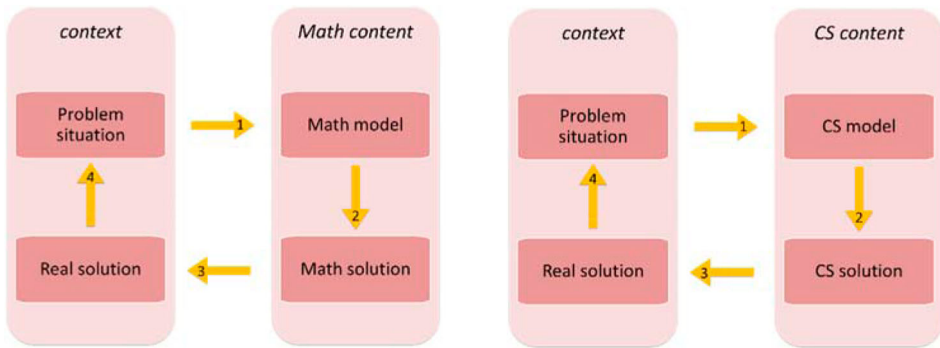 context
Problem
situation
4
Real solution
1
3
Math content
Math model
2
Math solution
context
Problem
situation
4
Real solution
1
3
CS content
CS model
2
CS solution